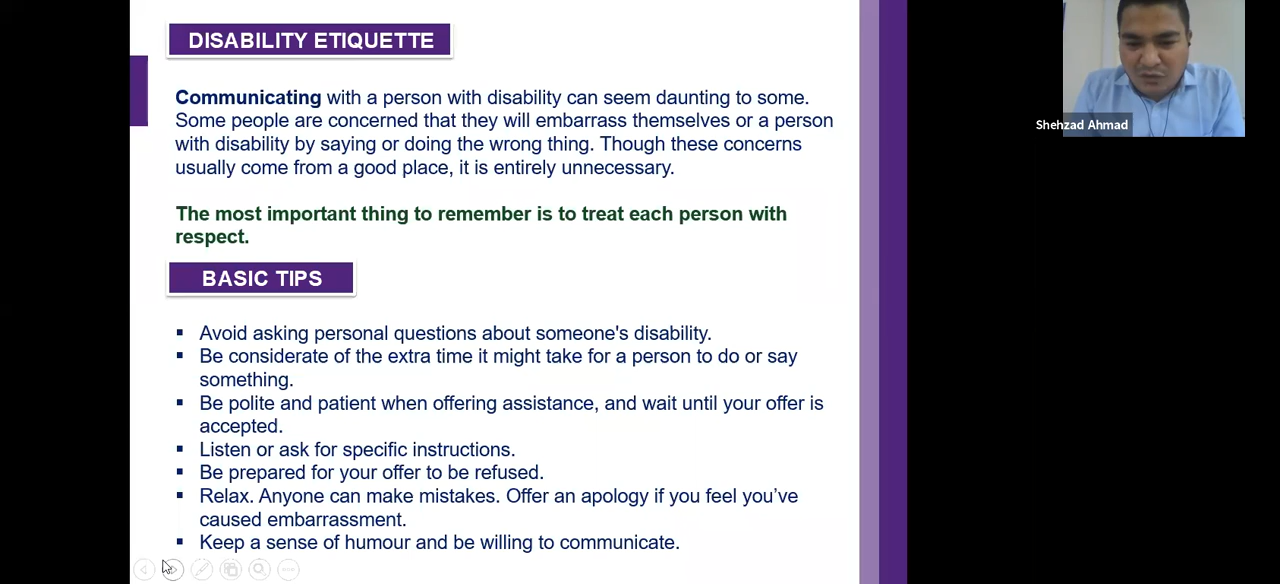 DISABILITY ETIQUETTE
Communicating with a person with disability can seem daunting to some.
Some people are concerned that they will embarrass themselves or a person
with disability by saying or doing the wrong thing. Though these concerns
usually come from a good place, it is entirely unnecessary.
The most important thing to remember is to treat each person with
respect.
BASIC TIPS
▪ Avoid asking personal questions about someone's disability.
▪ Be considerate of the extra time it might take for a person to do or say
something.
▪ Be polite and patient when offering assistance, and wait until your offer is
accepted.
▪ Listen or ask for specific instructions.
▪ Be prepared for your offer to be refused.
▪ Relax. Anyone can make mistakes. Offer an apology if you feel you’ve
caused embarrassment.
▪ Keep a sense of humour and be willing to communicate.
Shehzad Ahmad